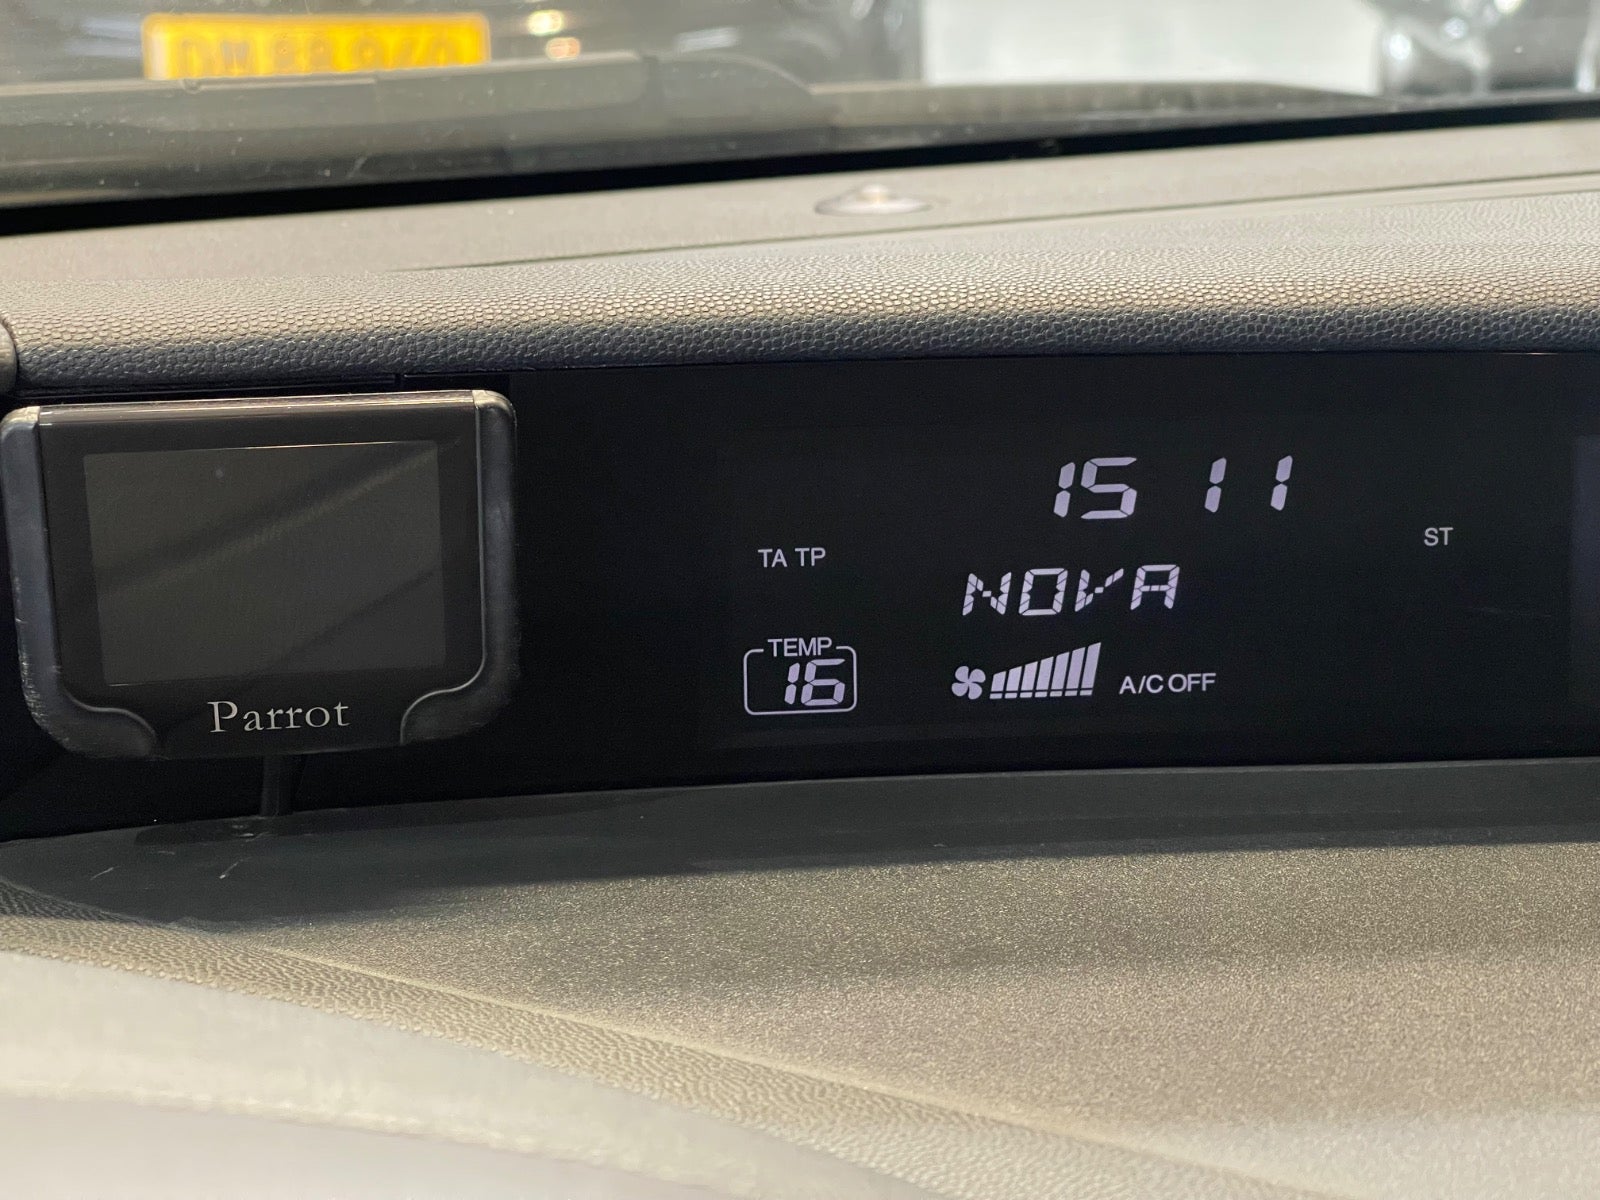 15 11
ST
TA TP
NOVA
TEMP
16
A/C OFF
Parrot